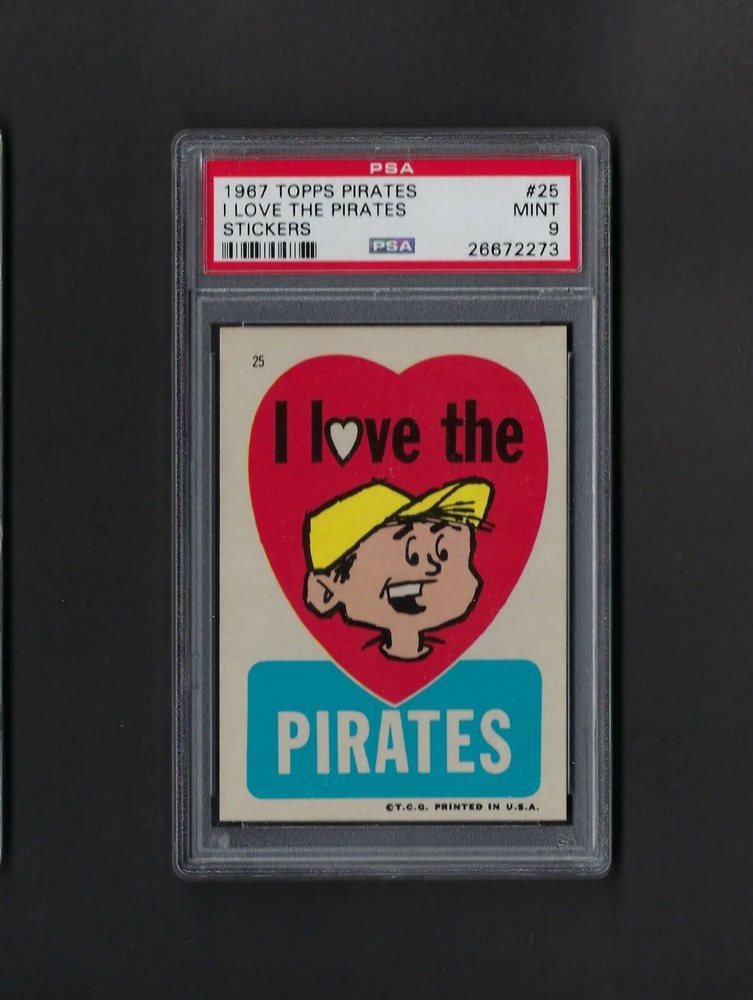 PSA
1967 TOPPS PIRATES #25
I LOVE THE PIRATES MINT
STICKERS 9
PSA 26672273
25
I love the
PIRATES
©T.C.G. PRINTED IN U.S.A.